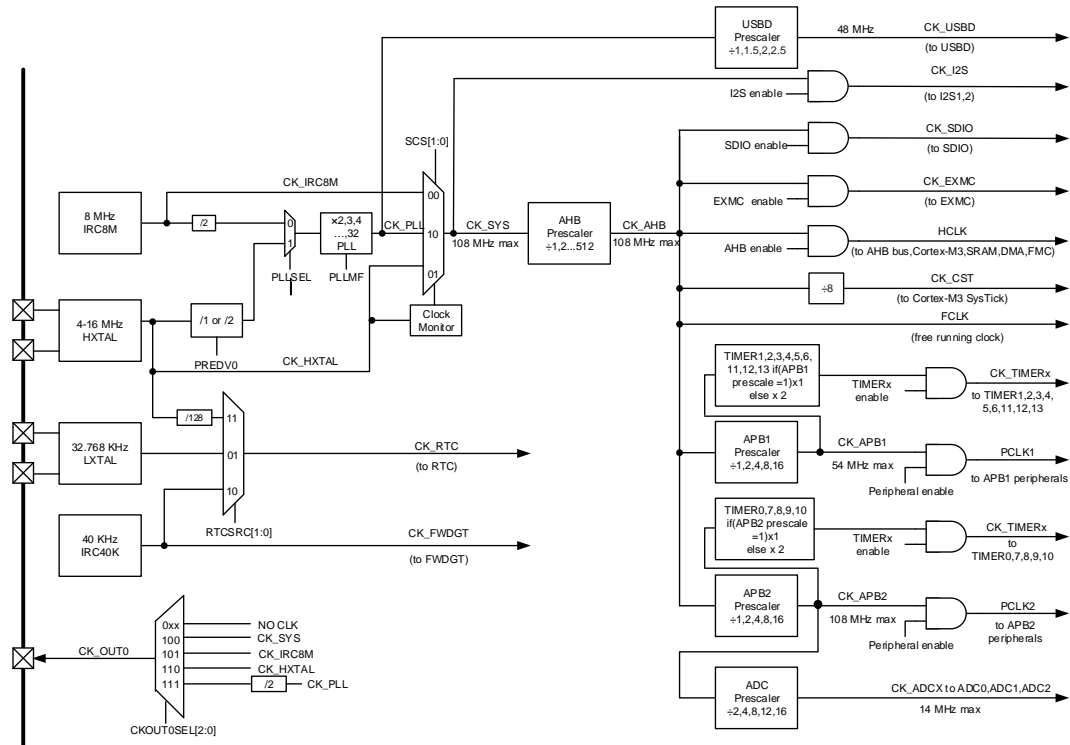 USBD
Prescaler
÷1,1.5,2,2.5
48 MHz
CK_USBD
(to USBD)
I2S enable
CK_I2S
(to I2S1,2)
SCS[1:0]
SDIO enable
CK_SDIO
(to SDIO)
EXMC enable
CK_EXMC
(to EXMC)
8 MHz
IRC8M
CK_IRC8M
/2
0
1
PLLSEL
×2,3,4
…,32
PLL
PLLMF
CK_PLL
00
10
01
CK_SYS
108 MHz max
AHB
Prescaler
÷1,2...512
CK_AHB
108 MHz max
AHB enable
HCLK
(to AHB bus,Cortex-M3,SRAM,DMA,FMC)
÷8
CK_CST
(to Cortex-M3 SysTick)
FCLK
(free running clock)
Clock
Monitor
4-16 MHz
HXTAL
/1 or /2
PREDV0
CK_HXTAL
TIMER1,2,3,4,5,6,
11,12,13 if(APB1
prescale =1)x1
else x 2
TIMERx
enable
CK_TIMERx
to TIMER1,2,3,4,
5,6,11,12,13
/128
11
01
10
32.768 KHz
LXTAL
CK_RTC
(to RTC)
RTCSRC[1:0]
APB1
Prescaler
÷1,2,4,8,16
CK_APB1
54 MHz max
Peripheral enable
PCLK1
to APB1 peripherals
40 KHz
IRC40K
CK_FWDGT
(to FWDGT)
TIMER0,7,8,9,10
if(APB2 prescale
=1)x1
else x 2
TIMERx
enable
CK_TIMERx
to
TIMER0,7,8,9,10
APB2
Prescaler
÷1,2,4,8,16
CK_APB2
108 MHz max
Peripheral enable
PCLK2
to APB2
peripherals
CK_OUT0
0xx
100
101
110
111
NO CLK
CK_SYS
CK_IRC8M
CK_HXTAL
/2
CK_PLL
CKOUT0SEL[2:0]
ADC
Prescaler
÷2,4,8,12,16
CK_ADCX to ADC0,ADC1,ADC2
14 MHz max